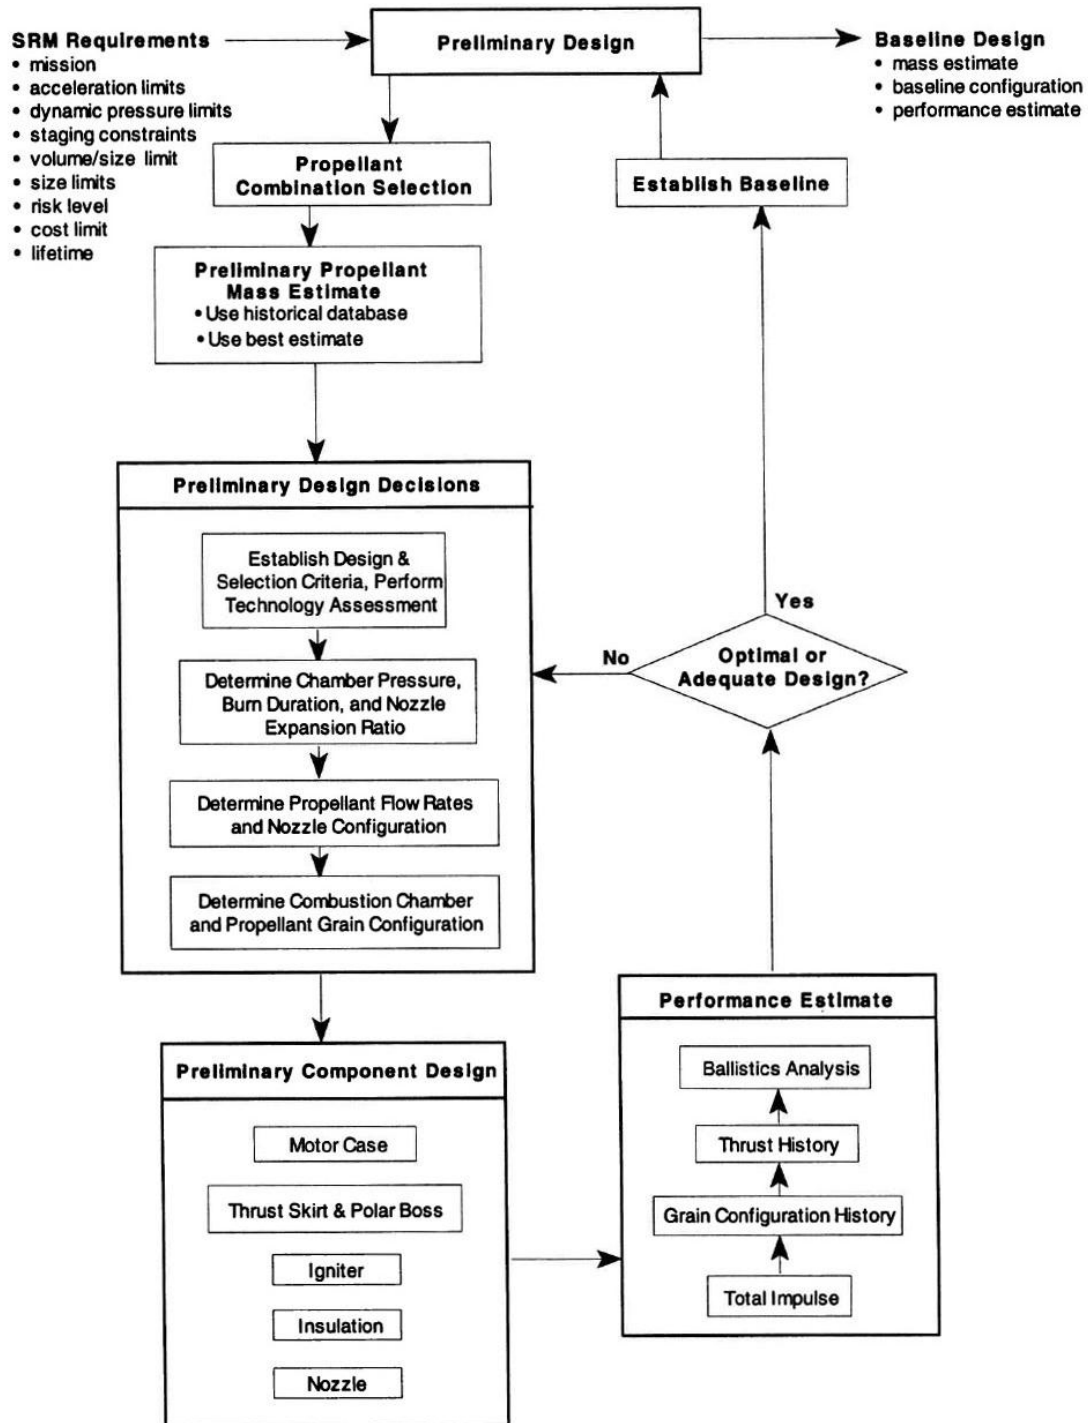 SRM Requirements
• mission
• acceleration limits
• dynamic pressure limits
• staging constraints
• volume/size limit
• size limits
• risk level
• cost limit
• lifetime
Preliminary Design
Baseline Design
• mass estimate
• baseline configuration
• performance estimate
Propellant
Combination Selection
Establish Baseline
Preliminary Propellant
Mass Estimate
• Use historical database
• Use best estimate
Preliminary Design Decisions
Establish Design &
Selection Criteria, Perform
Technology Assessment
Determine Chamber Pressure,
Burn Duration, and Nozzle
Expansion Ratio
Determine Propellant Flow Rates
and Nozzle Configuration
Determine Combustion Chamber
and Propellant Grain Configuration
Yes
No
Optimal or
Adequate Design?
Preliminary Component Design
Motor Case
Thrust Skirt & Polar Boss
Igniter
Insulation
Nozzle
Performance Estimate
Ballistics Analysis
Thrust History
Grain Configuration History
Total Impulse